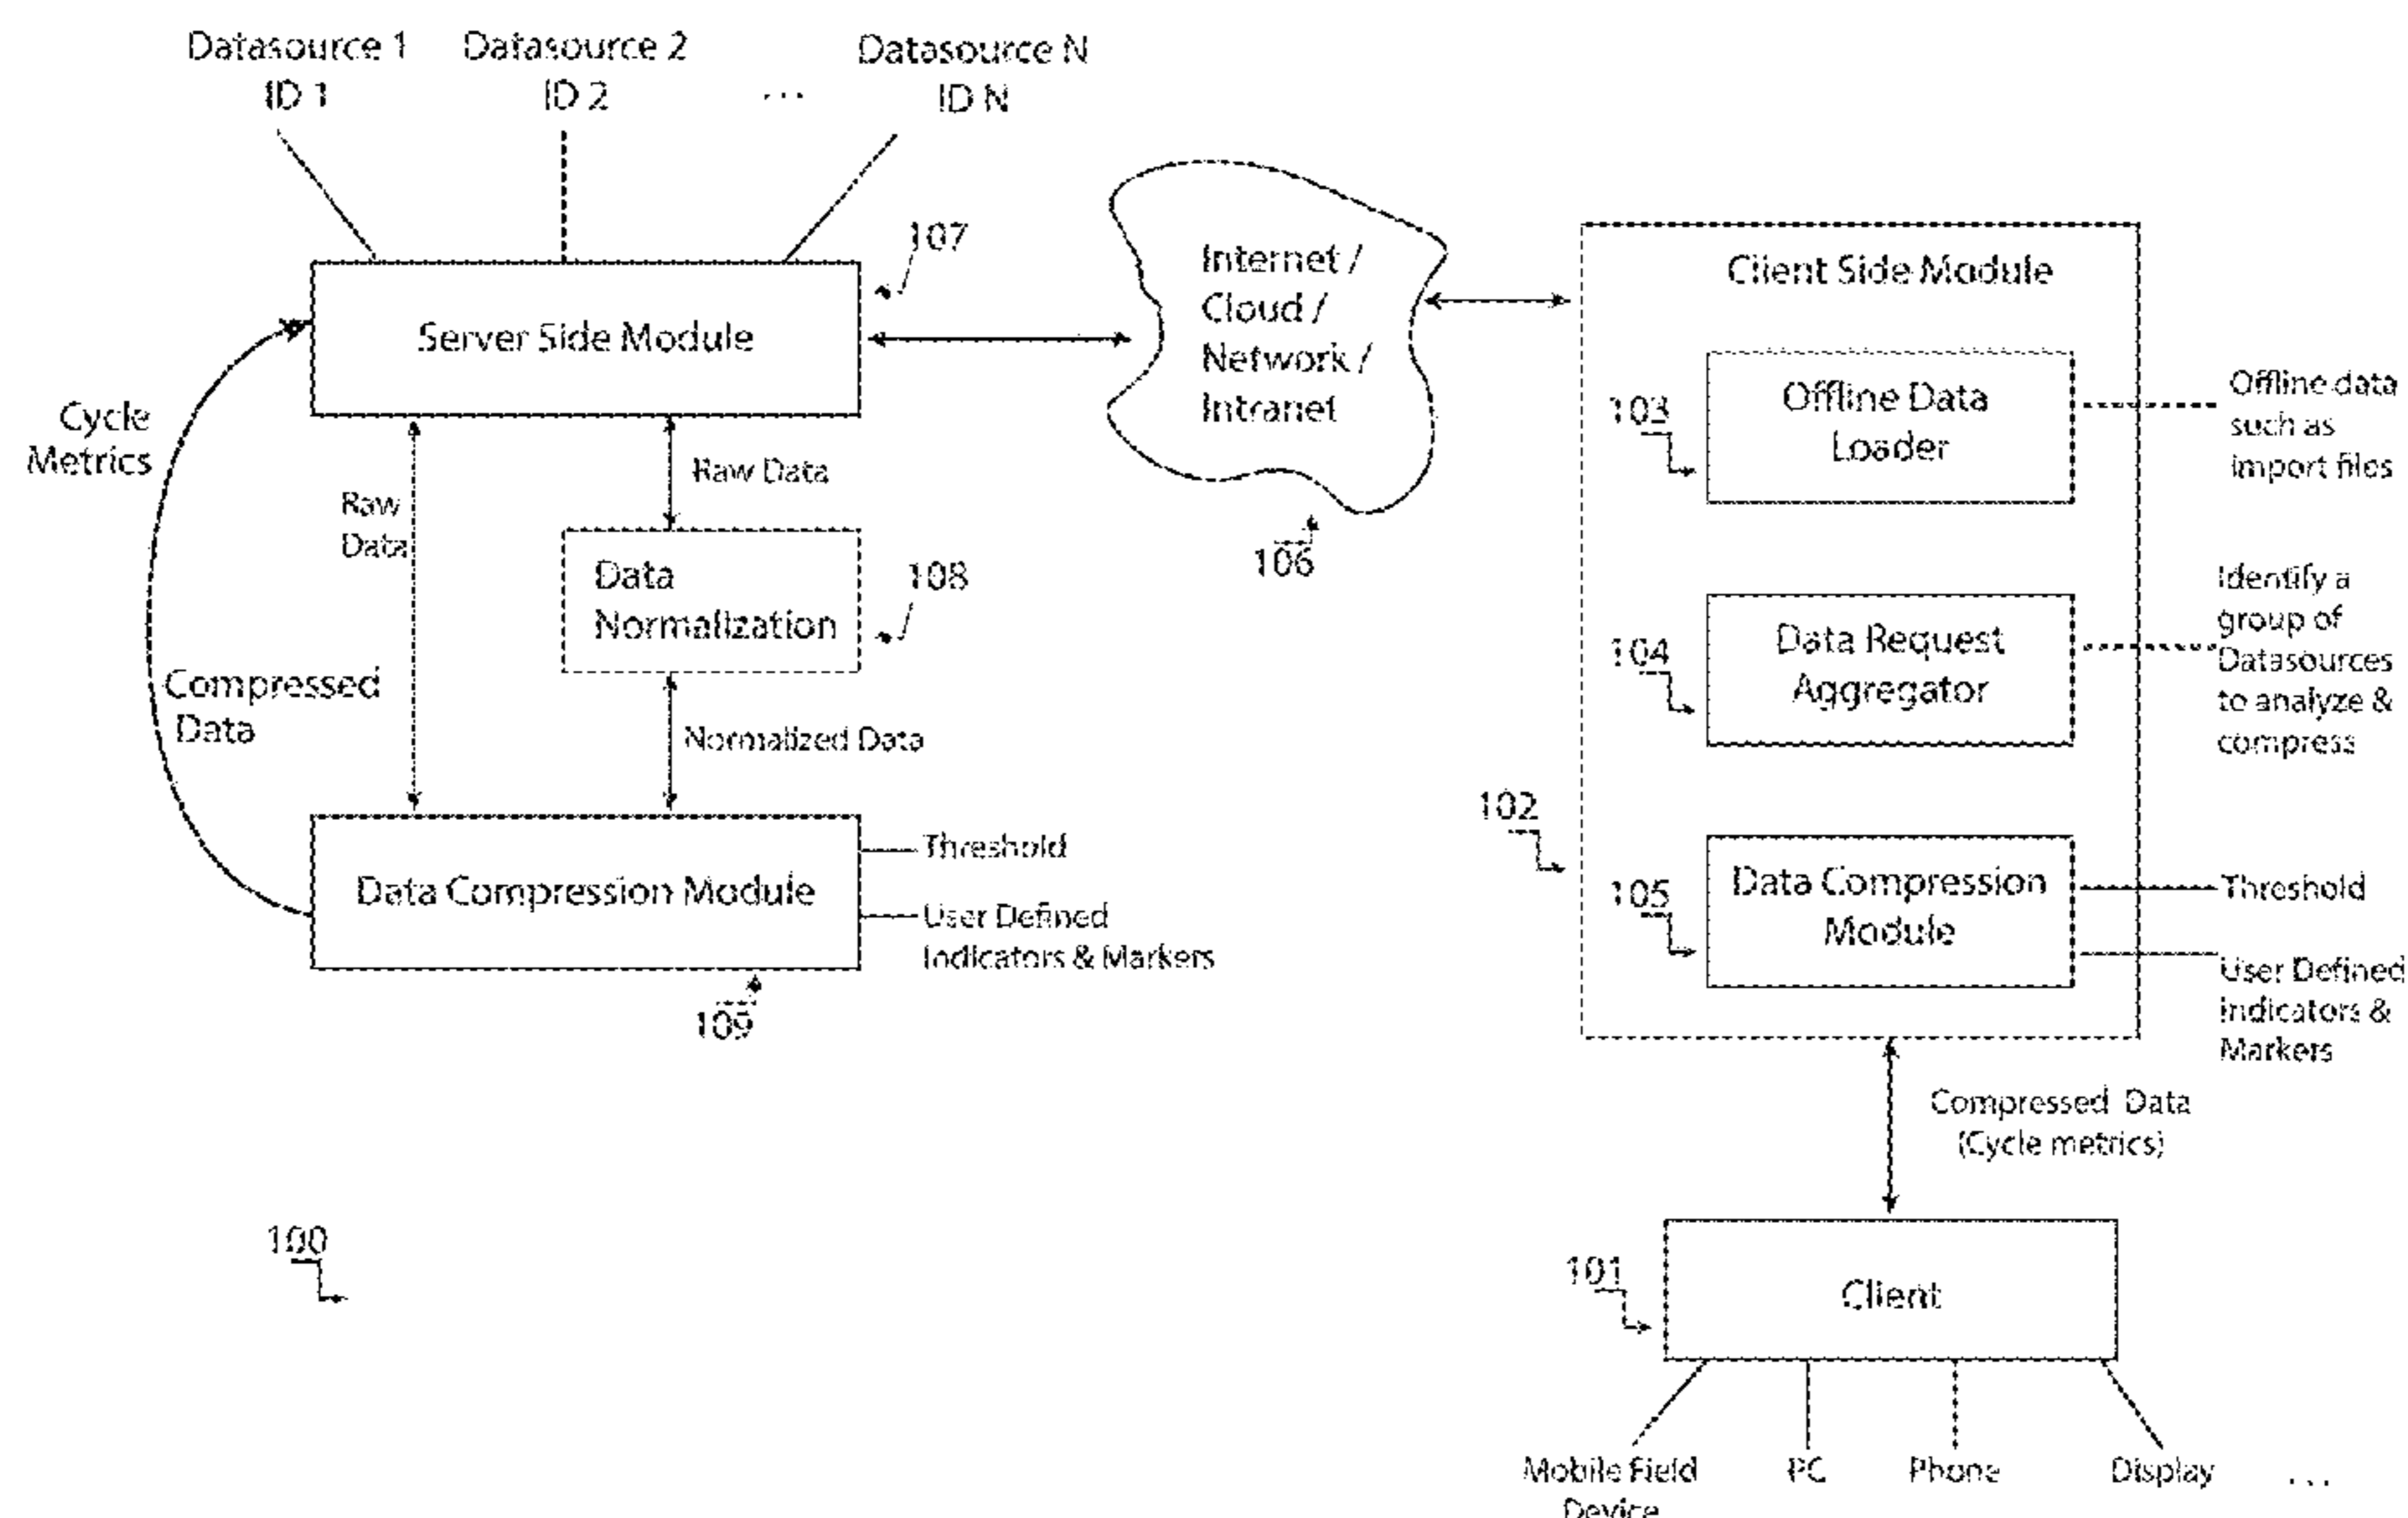 Datasource 1
ID 1
Datasource 2
ID 2
...
Datasource N
ID N
107
Server Side Module
Internet /
Cloud /
Network /
Intranet
106
Cycle
Metrics
Raw
Data
Raw Data
Data
Normalization
108
Compressed
Data
Normalized Data
Data Compression Module
Threshold
User Defined
Indicators & Markers
109
100
Client Side Module
103
Offline Data
Loader
Offline data
such as
import files
104
Data Request
Aggregator
Identify a
group of
Datasources
to analyze &
compress
102
105
Data Compression
Module
Threshold
User Defined
Indicators &
Markers
Compressed Data
(Cycle metrics)
101
Client
Mobile Field
Device
PC
Phone
Display
...